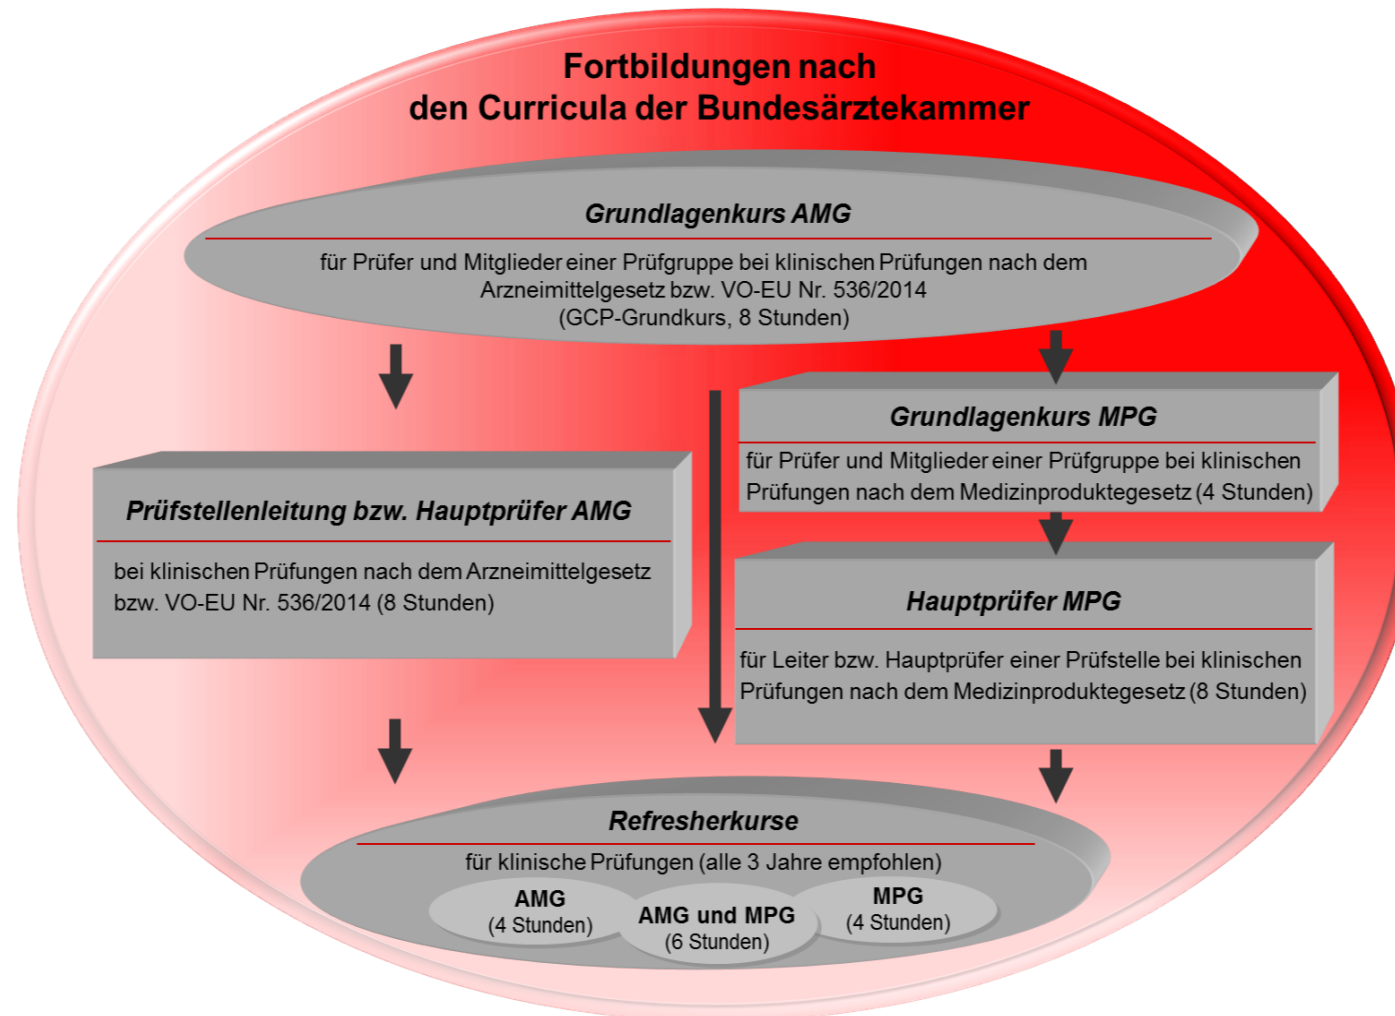 Fortbildungen nach
den Curricula der Bundesärztekammer
Grundlagenkurs AMG
für Prüfer und Mitglieder einer Prüfgruppe bei klinischen Prüfungen nach dem
Arzneimittelgesetz bzw. VO-EU Nr. 536/2014
(GCP-Grundkurs, 8 Stunden)
Grundlagenkurs MPG
für Prüfer und Mitglieder einer Prüfgruppe bei klinischen
Prüfungen nach dem Medizinproduktegesetz (4 Stunden)
Prüfstellenleitung bzw. Hauptprüfer AMG
bei klinischen Prüfungen nach dem Arzneimittelgesetz
bzw. VO-EU Nr. 536/2014 (8 Stunden)
Hauptprüfer MPG
für Leiter bzw. Hauptprüfer einer Prüfstelle bei klinischen
Prüfungen nach dem Medizinproduktegesetz (8 Stunden)
Refresherkurse
für klinische Prüfungen (alle 3 Jahre empfohlen)
AMG
(4 Stunden)
AMG und MPG
(6 Stunden)
MPG
(4 Stunden)